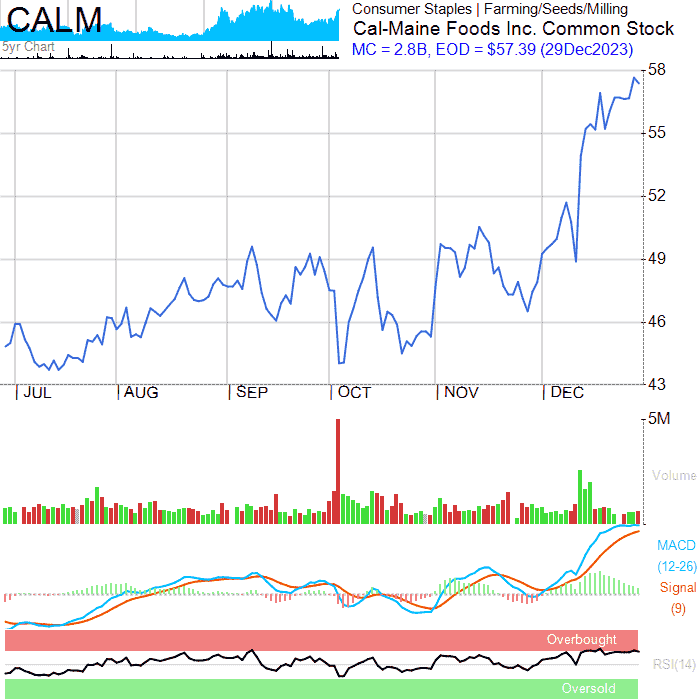 CALM
5yr Chart
Consumer Staples | Farming/Seeds/Milling
Cal-Maine Foods Inc. Common Stock
MC = 2.8B, EOD = $57.39 (29Dec2023)
58
55
52
49
46
43
JUL AUG SEP OCT NOV DEC
5M
Volume
MACD
(12-26)
Signal
(9)
Overbought
RSI(14)
Oversold